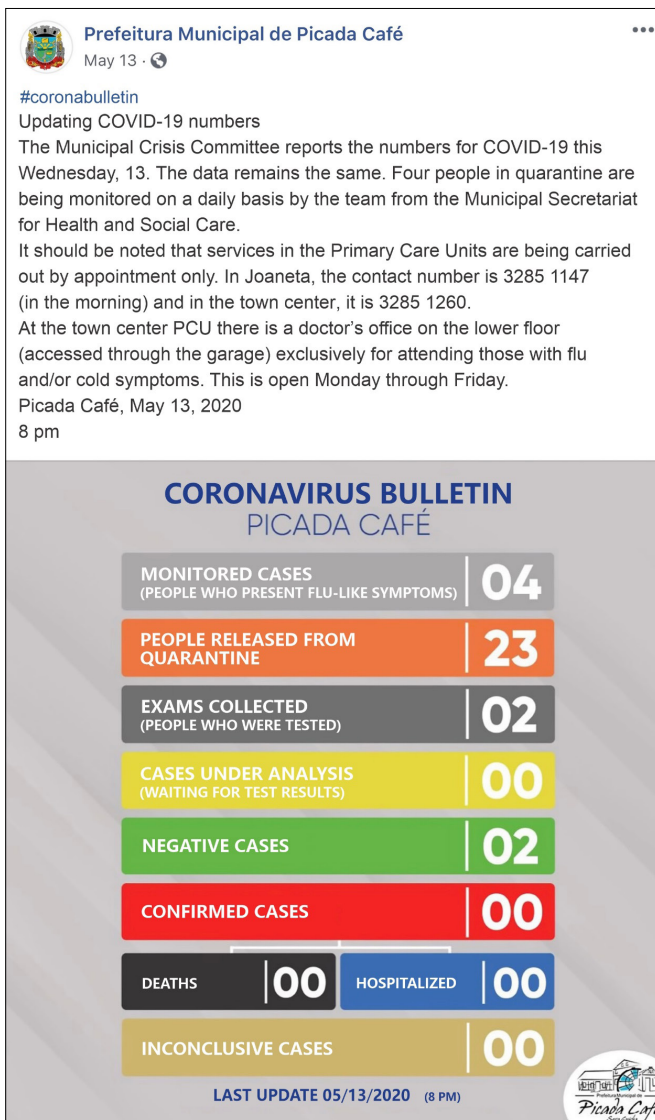 Prefeitura Municipal de Picada Café
May 13 ·
#coronabulletin
Updating COVID-19 numbers
The Municipal Crisis Committee reports the numbers for COVID-19 this
Wednesday, 13. The data remains the same. Four people in quarantine are
being monitored on a daily basis by the team from the Municipal Secretariat
for Health and Social Care.
It should be noted that services in the Primary Care Units are being carried
out by appointment only. In Joaneta, the contact number is 3285 1147
(in the morning) and in the town center, it is 3285 1260.
At the town center PCU there is a doctor’s office on the lower floor
(accessed through the garage) exclusively for attending those with flu
and/or cold symptoms. This is open Monday through Friday.
Picada Café, May 13, 2020
8 pm
CORONAVIRUS BULLETIN
PICADA CAFÉ
MONITORED CASES
(PEOPLE WHO PRESENT FLU-LIKE SYMPTOMS) 04
PEOPLE RELEASED FROM
QUARANTINE 23
EXAMS COLLECTED
(PEOPLE WHO WERE TESTED) 02
CASES UNDER ANALYSIS
(WAITING FOR TEST RESULTS) 00
NEGATIVE CASES 02
CONFIRMED CASES 00
DEATHS 00 HOSPITALIZED 00
INCONCLUSIVE CASES 00
LAST UPDATE 05/13/2020 (8 PM)
Prefeitura Municipal de
Picada Caf